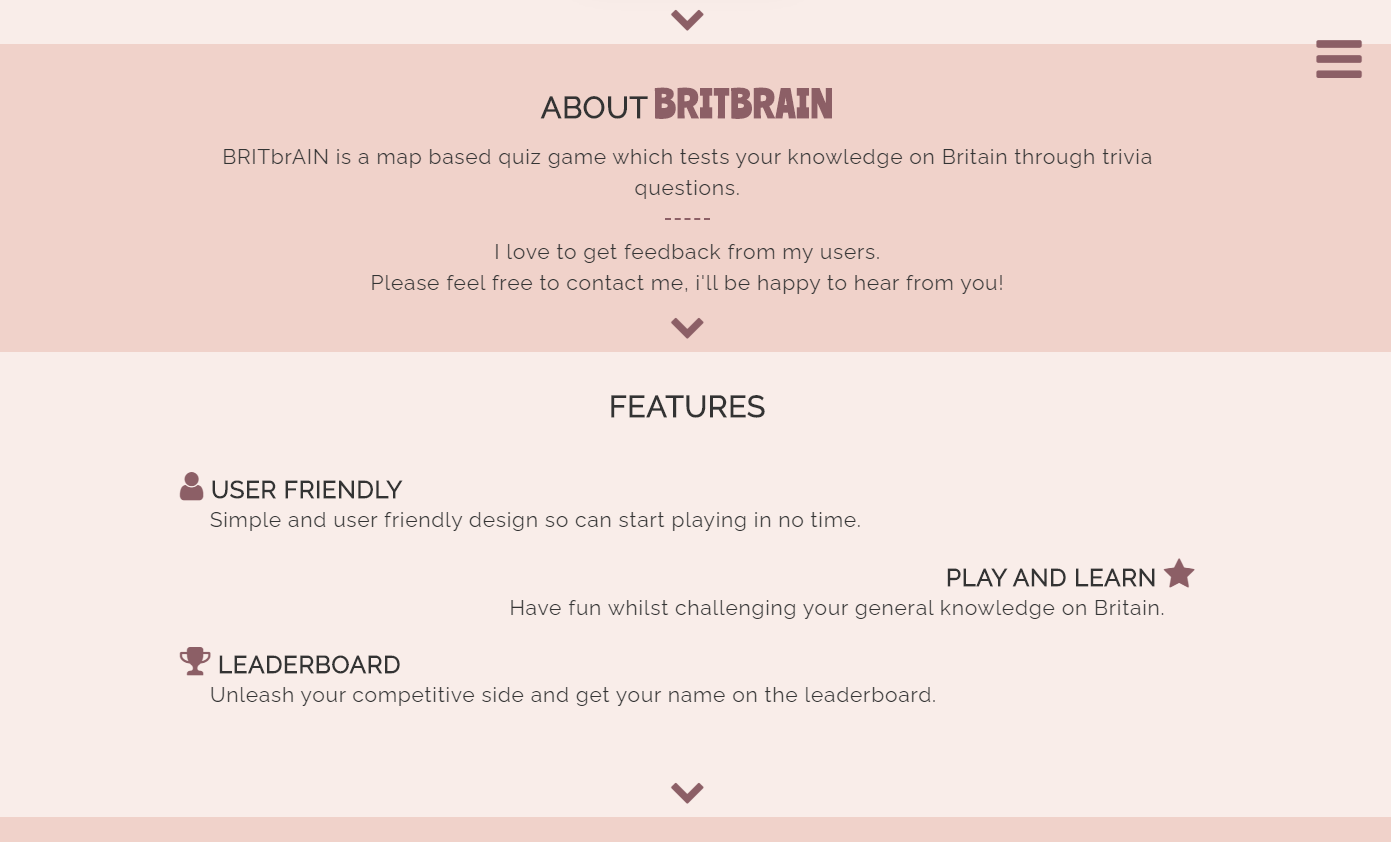 ABOUT BRITBRAIN
BRITbrAIN is a map based quiz game which tests your knowledge on Britain through trivia
questions.
-----
I love to get feedback from my users.
Please feel free to contact me, i'll be happy to hear from you!
FEATURES
USER FRIENDLY
Simple and user friendly design so can start playing in no time.
PLAY AND LEARN
Have fun whilst challenging your general knowledge on Britain.
LEADERBOARD
Unleash your competitive side and get your name on the leaderboard.